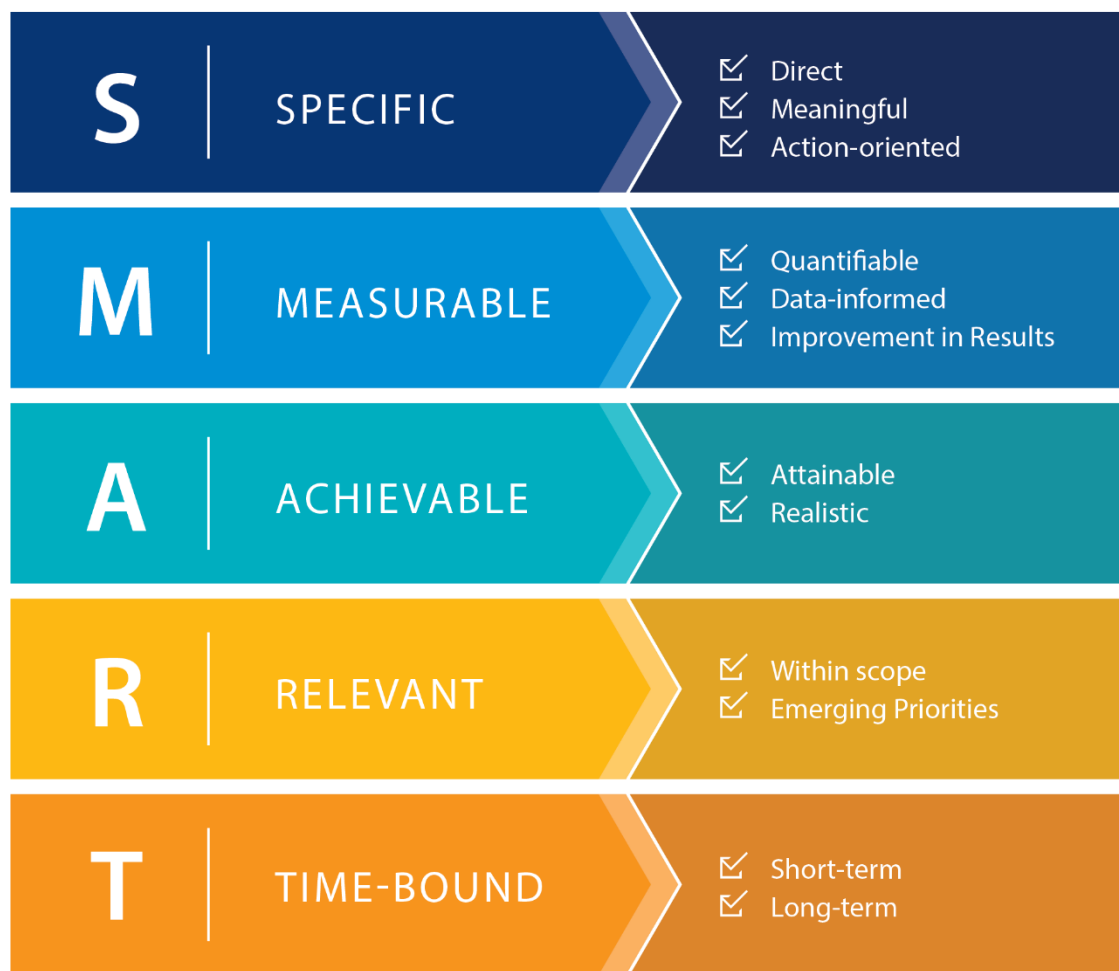 S
SPECIFIC
Direct
Meaningful
Action-oriented
M
MEASURABLE
Quantifiable
Data-informed
Improvement in Results
A
ACHIEVABLE
Attainable
Realistic
R
RELEVANT
Within scope
Emerging Priorities
T
TIME-BOUND
Short-term
Long-term